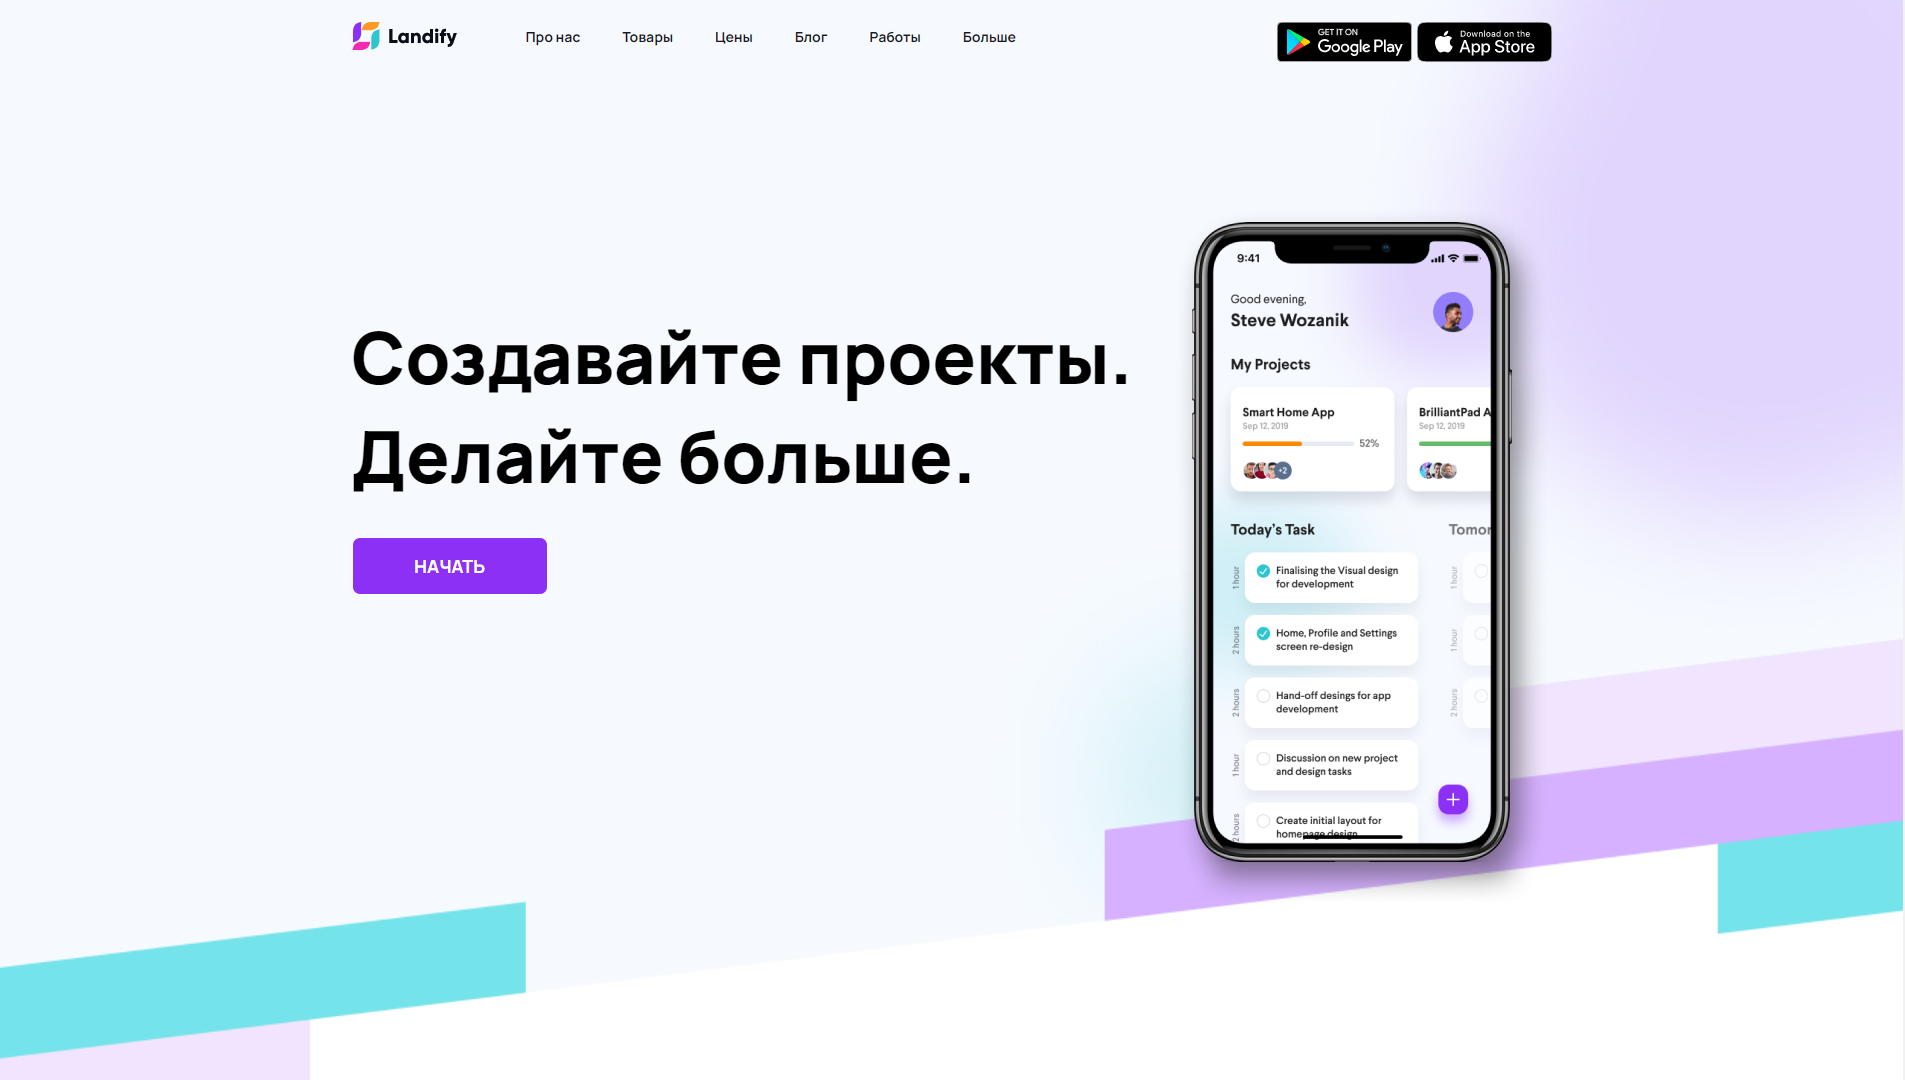 Landify
Про нас
Товары
Цены
Блог
Работы
Больше
GET IT ON
Google Play
Download on the
App Store
Создавайте проекты.
Делайте больше.
НАЧАТЬ
9:41
Good evening,
Steve Wozanik
My Projects
Smart Home App
Sep 12, 2019
52%
+2
BrilliantPad A
Sep 12, 2019
Today's Task
Tomor
1 hour
Finalising the Visual design
for development
1 hour
2 hours
Home, Profile and Settings
screen re-design
1 hour
2 hours
Hand-off desings for app
development
2 hours
1 hour
Discussion on new project
and design tasks
2 hours
Create initial layout for
homepage design